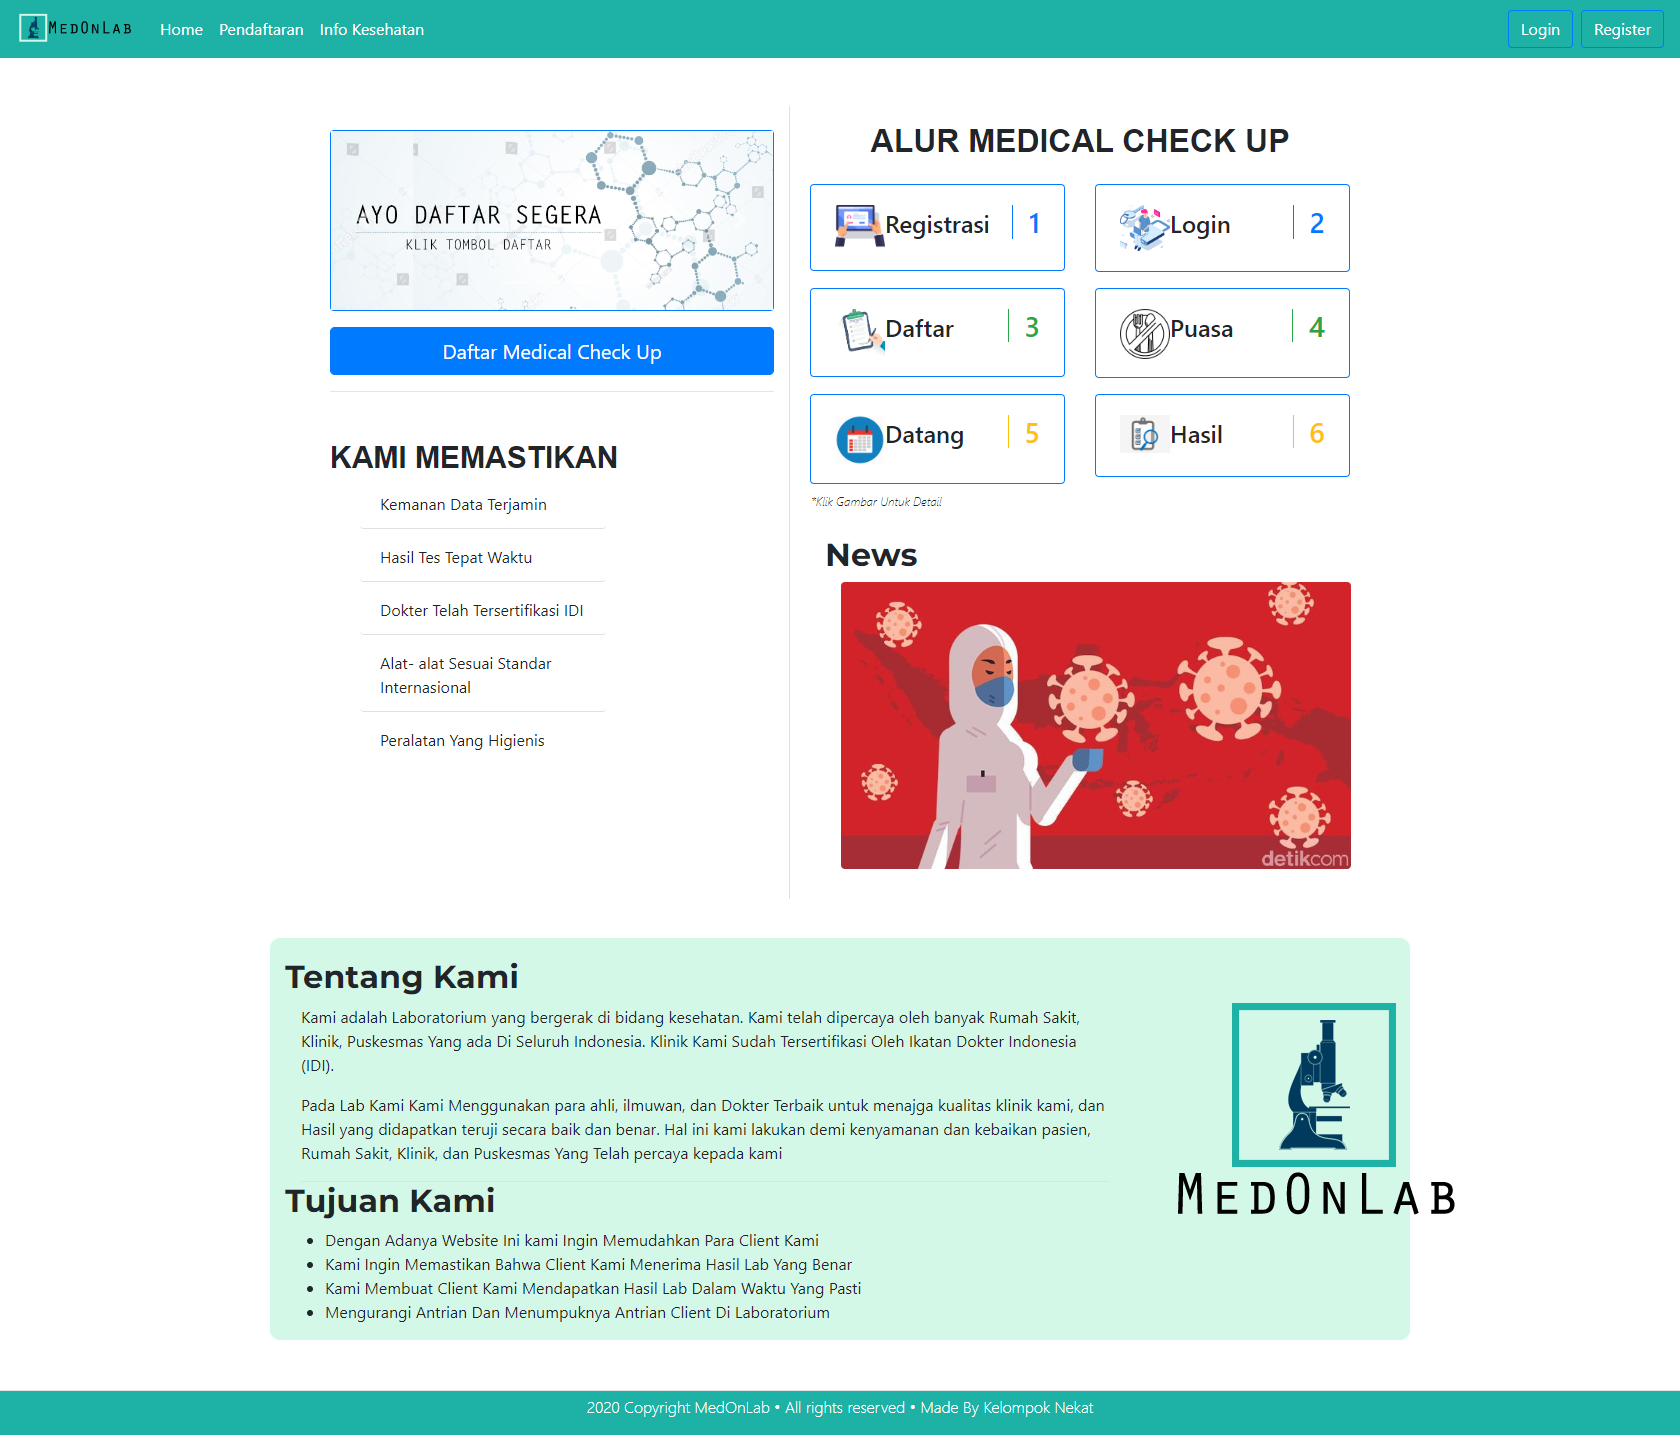 MedOnLab
Home
Pendaftaran
Info Kesehatan
Login
Register
AYO DAFTAR SEGERA
KLIK TOMBOL DAFTAR
Daftar Medical Check Up
KAMI MEMASTIKAN
Kemanan Data Terjamin
Hasil Tes Tepat Waktu
Dokter Telah Tersertifikasi IDI
Alat- alat Sesuai Standar
Internasional
Peralatan Yang Higienis
ALUR MEDICAL CHECK UP
Registrasi 1
Login 2
Daftar 3
Puasa 4
Datang 5
Hasil 6
*Klik Gambar Untuk Detail
News
detikcom
Tentang Kami
Kami adalah Laboratorium yang bergerak di bidang kesehatan. Kami telah dipercaya oleh banyak Rumah Sakit,
Klinik, Puskesmas Yang ada Di Seluruh Indonesia. Klinik Kami Sudah Tersertifikasi Oleh Ikatan Dokter Indonesia
(IDI).
Pada Lab Kami Kami Menggunakan para ahli, ilmuwan, dan Dokter Terbaik untuk menajga kualitas klinik kami, dan
Hasil yang didapatkan teruji secara baik dan benar. Hal ini kami lakukan demi kenyamanan dan kebaikan pasien,
Rumah Sakit, Klinik, dan Puskesmas Yang Telah percaya kepada kami
Tujuan Kami
• Dengan Adanya Website Ini kami Ingin Memudahkan Para Client Kami
• Kami Ingin Memastikan Bahwa Client Kami Menerima Hasil Lab Yang Benar
• Kami Membuat Client Kami Mendapatkan Hasil Lab Dalam Waktu Yang Pasti
• Mengurangi Antrian Dan Menumpuknya Antrian Client Di Laboratorium
MedOnLab
2020 Copyright MedOnLab • All rights reserved • Made By Kelompok Nekat